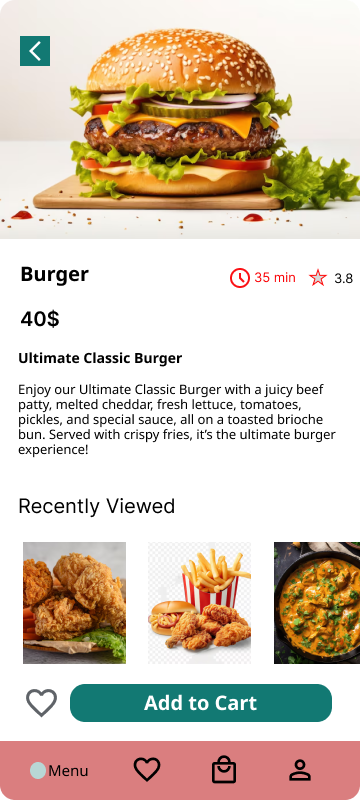 Burger
35 min
3.8
40$
Ultimate Classic Burger
Enjoy our Ultimate Classic Burger with a juicy beef
patty, melted cheddar, fresh lettuce, tomatoes,
pickles, and special sauce, all on a toasted brioche
bun. Served with crispy fries, it’s the ultimate burger
experience!
Recently Viewed
Add to Cart
Menu